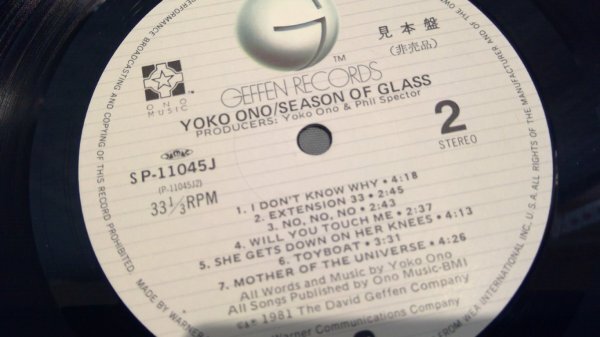 見本盤
(非売品)
ONO
MUSIC
GEFFEN RECORDS
TM
YOKO ONO/SEASON OF GLASS
PRODUCERS: Yoko Ono & Phil Spector
2
STEREO
SP-11045J
(P-11045J2)
33 1/3 RPM
1. I DON'T KNOW WHY • 4:18
2. EXTENSION 33 • 2:45
3. NO, NO, NO • 2:43
4. WILL YOU TOUCH ME • 2:37
5. SHE GETS DOWN ON HER KNEES • 4:13
6. TOYBOAT • 3:31
7. MOTHER OF THE UNIVERSE • 4:26
All Words and Music by Yoko Ono
All Songs Published by Ono Music-BMI
1981 The David Geffen Company
Warner Communications Company
PERFORMANCE BROADCASTING AND COPYING OF THIS RECORD PROHIBITED. MADE BY WARNER
FROM WEA INTERNATIONAL INC., U.S.A. ALL RIGHTS OF THE MANUFACTURER AND OF THE OWN